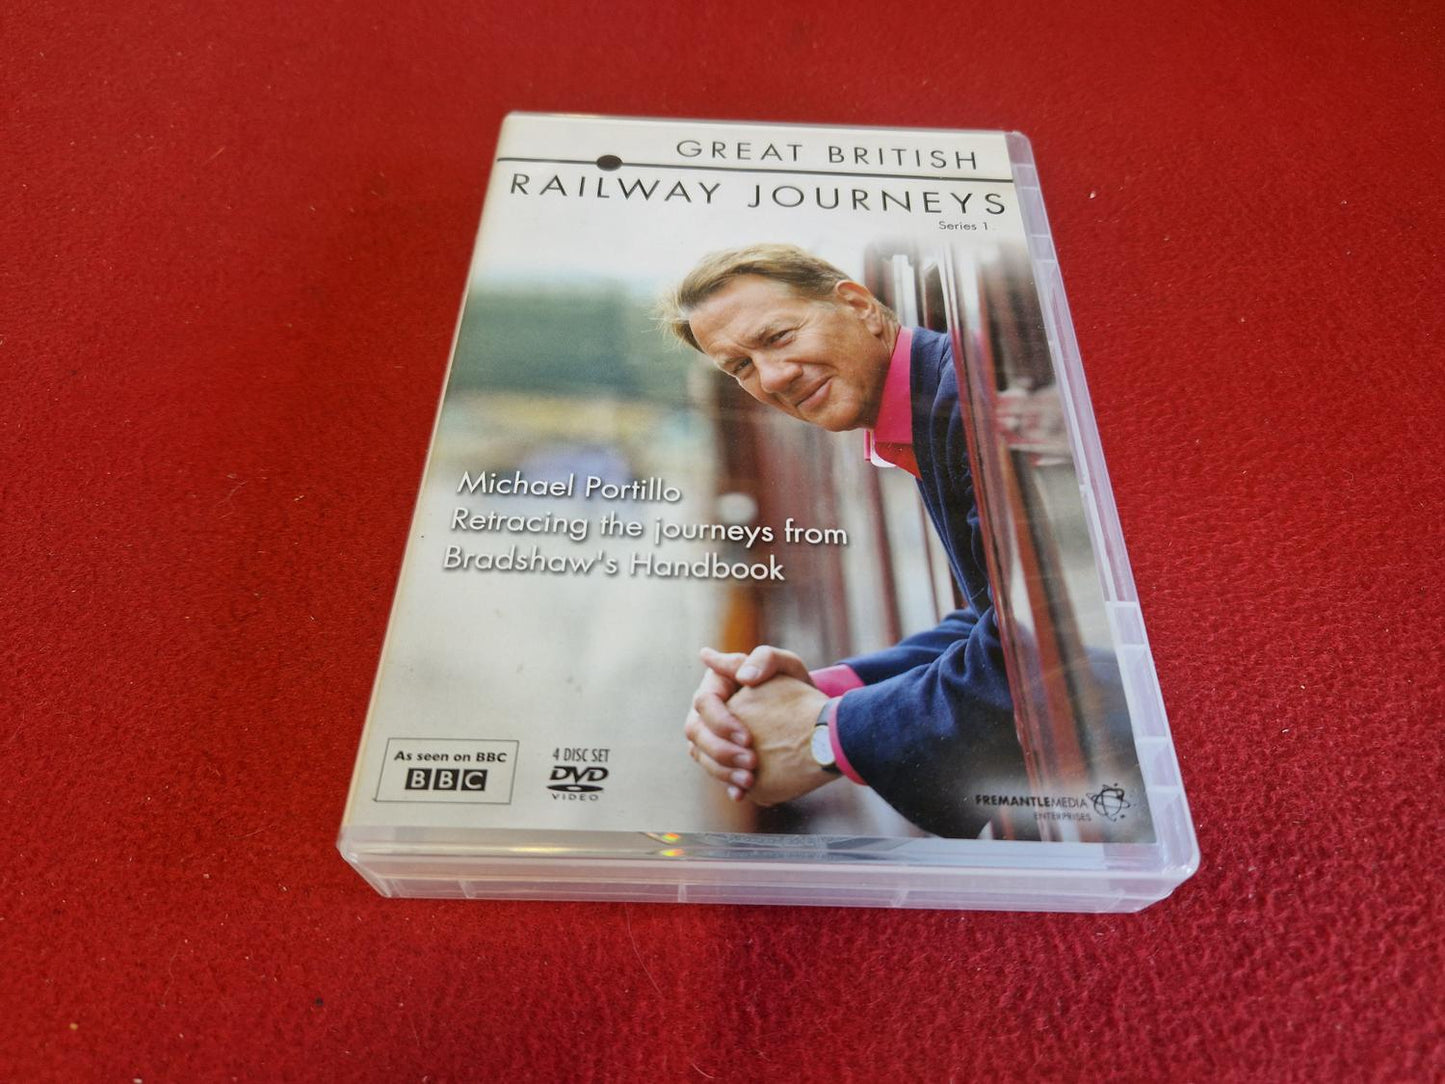 GREAT BRITISH
RAILWAY JOURNEYS
Series 1
Michael Portillo
Retracing the journeys from
Bradshaw's Handbook
As seen on BBC
BBC
4 DISC SET
DVD
VIDEO
FREMANTLEMEDIA
ENTERPRISES